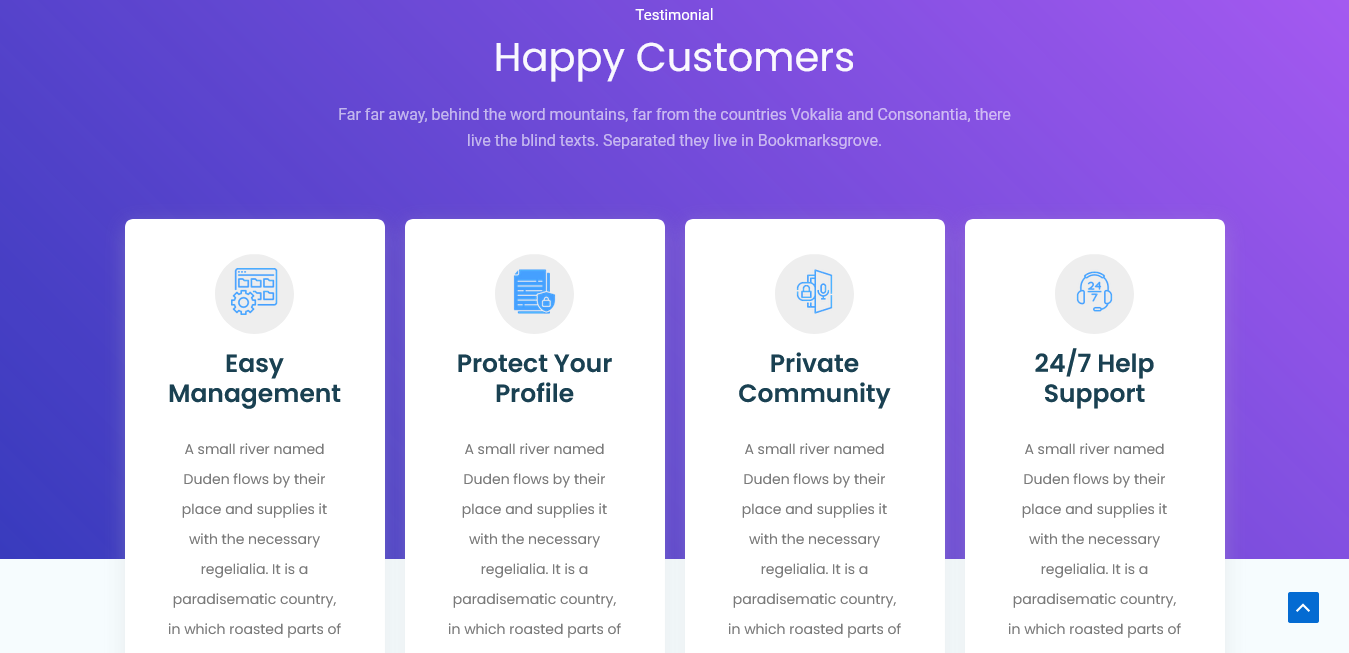 Testimonial
Happy Customers
Far far away, behind the word mountains, far from the countries Vokalia and Consonantia, there
live the blind texts. Separated they live in Bookmarksgrove.
Easy
Management
A small river named
Duden flows by their
place and supplies it
with the necessary
regelialia. It is a
paradisematic country,
in which roasted parts of
Protect Your
Profile
A small river named
Duden flows by their
place and supplies it
with the necessary
regelialia. It is a
paradisematic country,
in which roasted parts of
Private
Community
A small river named
Duden flows by their
place and supplies it
with the necessary
regelialia. It is a
paradisematic country,
in which roasted parts of
24
7
24/7 Help
Support
A small river named
Duden flows by their
place and supplies it
with the necessary
regelialia. It is a
paradisematic country,
in which roasted parts of